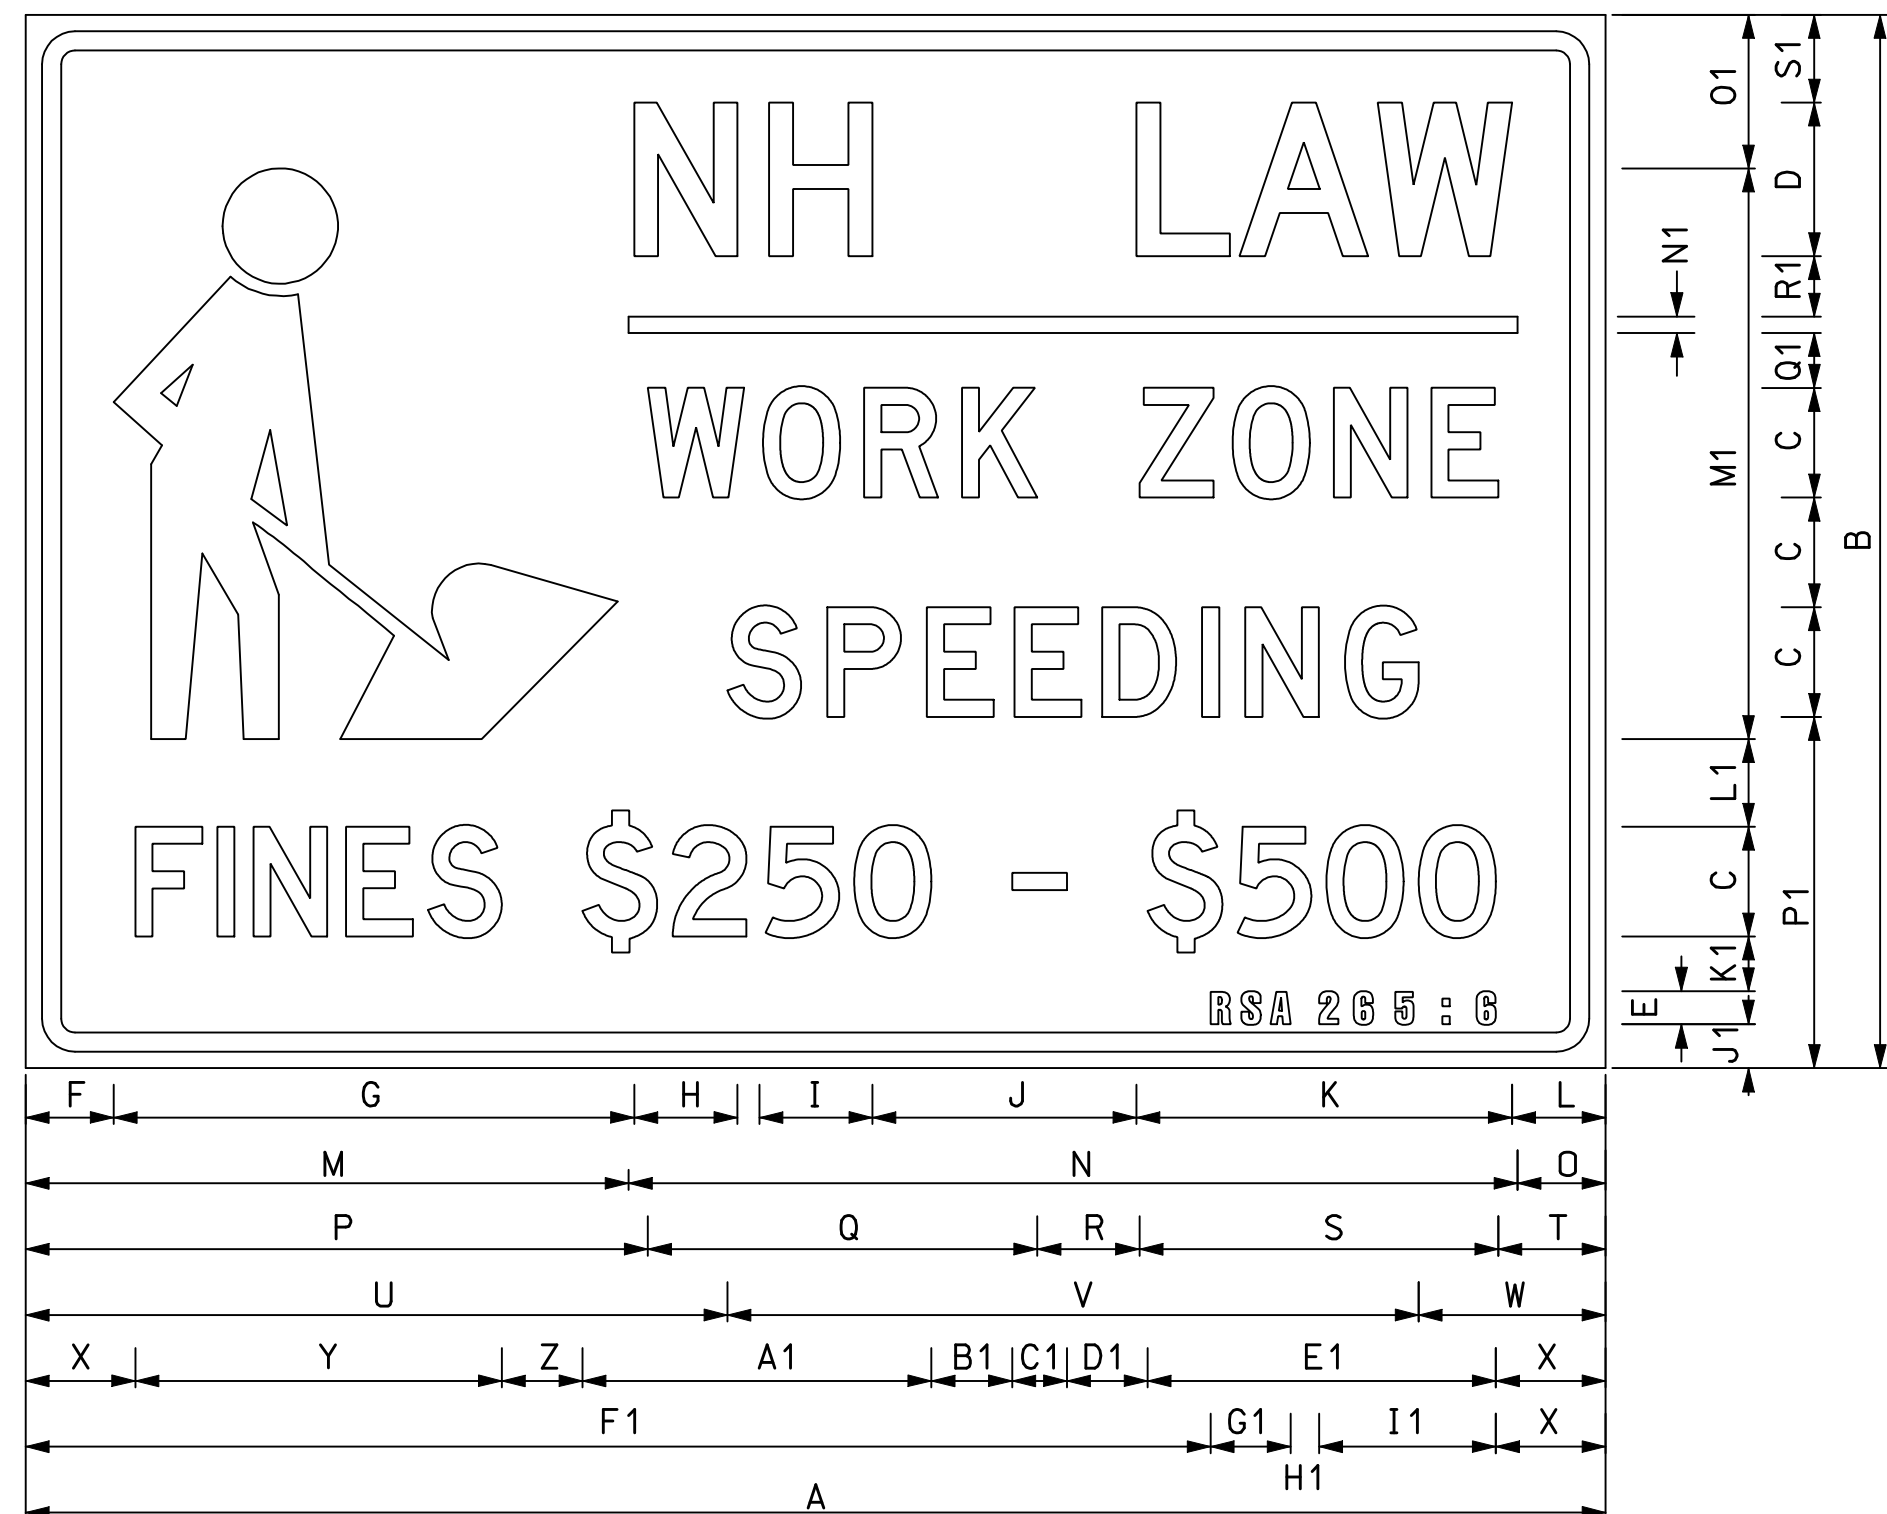 NH LAW
WORK ZONE
SPEEDING
FINES $250 - $500
RSA 265:6
O1 S1
D
N1 R1
Q1
C
M1 C B
C
L1
C P1
K1
E
J1
F G H I J K L
M N O
P Q R S T
U V W
X Y Z A1 B1 C1 D1 E1 X
F1 G1 I1 X
H1
A